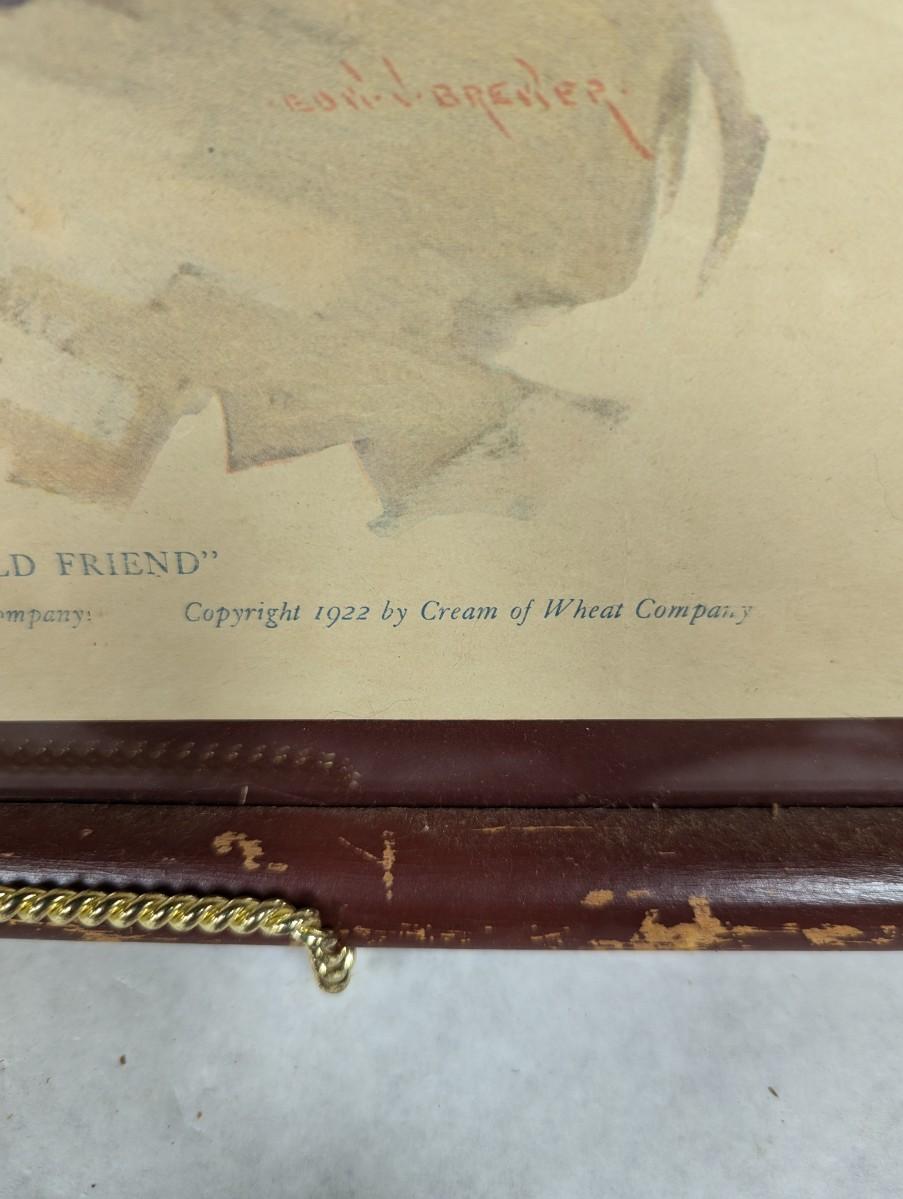 ·EDW·V·BREWER·
LD FRIEND”
ompany.
Copyright 1922 by Cream of Wheat Company